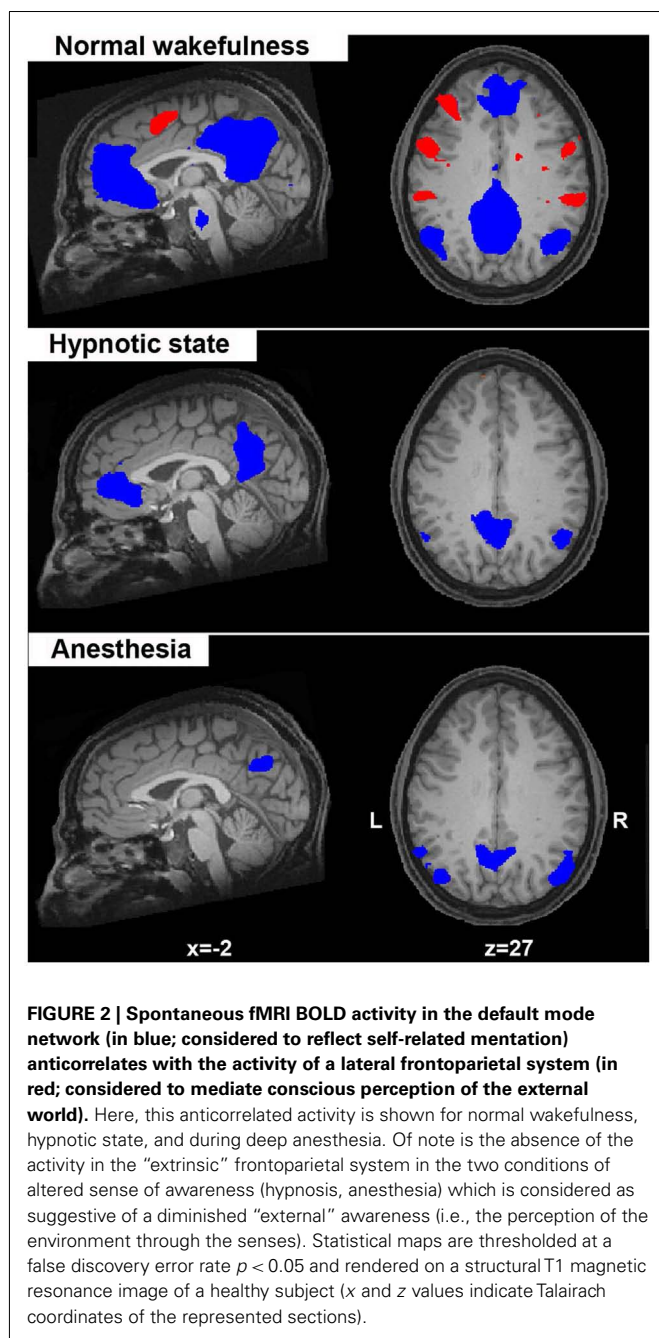 Normal wakefulness
Hypnotic state
Anesthesia
L
R
x=-2
z=27
FIGURE 2 | Spontaneous fMRI BOLD activity in the default mode
network (in blue; considered to reflect self-related mentation)
anticorrelates with the activity of a lateral frontoparietal system (in
red; considered to mediate conscious perception of the external
world). Here, this anticorrelated activity is shown for normal wakefulness,
hypnotic state, and during deep anesthesia. Of note is the absence of the
activity in the “extrinsic” frontoparietal system in the two conditions of
altered sense of awareness (hypnosis, anesthesia) which is considered as
suggestive of a diminished “external” awareness (i.e., the perception of the
environment through the senses). Statistical maps are thresholded at a
false discovery error rate p < 0.05 and rendered on a structural T1 magnetic
resonance image of a healthy subject (x and z values indicate Talairach
coordinates of the represented sections).